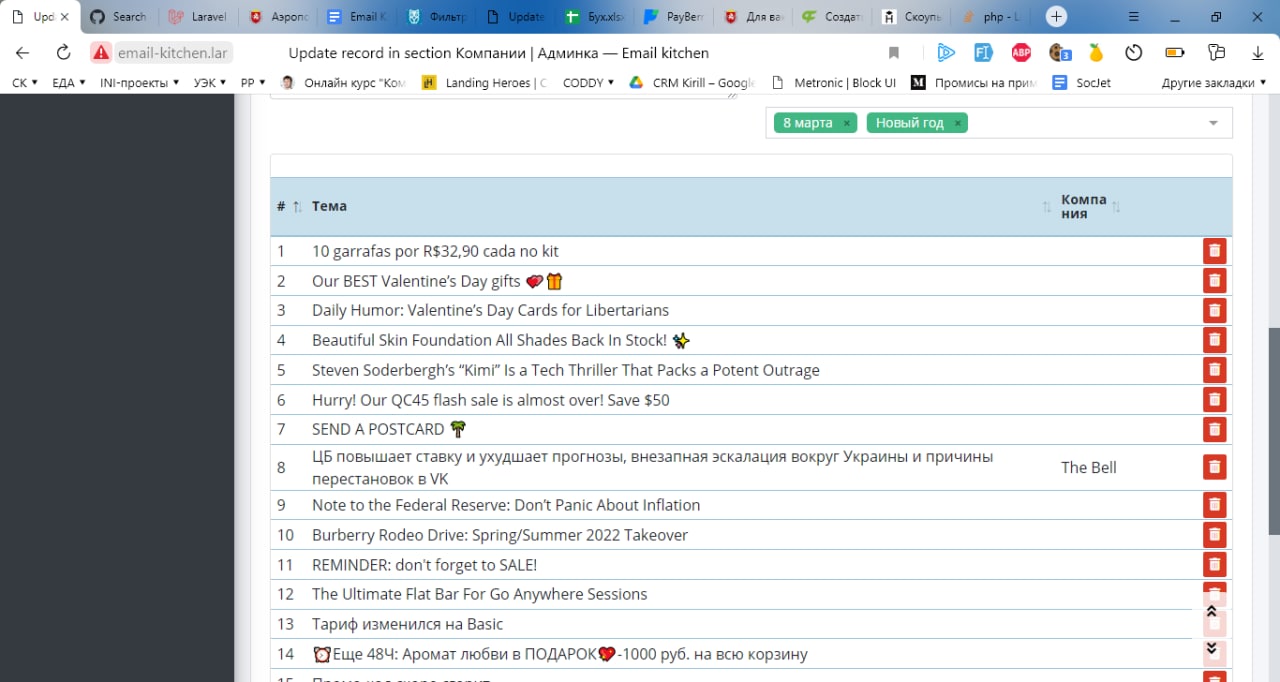 Upd
Search
Laravel
Аэропо
Email K
Фильтр
Update
Бух.xlsx
PayBer
Для ва
Создат
Скоупь
php - L
email-kitchen.lar
Update record in section Компании | Админка — Email kitchen
ABP
3
СК
ЕДА
INI-проекты
УЭК
PP
Онлайн курс "Ком
Landing Heroes | С
CODDY
CRM Kirill – Google
Metronic | Block UI
Промисы на прим
SocJet
Другие закладки
8 марта ×
Новый год ×
# Тема Компа
ния
1 10 garrafas por R$32,90 cada no kit
2 Our BEST Valentine’s Day gifts 💘🎁
3 Daily Humor: Valentine’s Day Cards for Libertarians
4 Beautiful Skin Foundation All Shades Back In Stock! ✨
5 Steven Soderbergh’s “Kimi” Is a Tech Thriller That Packs a Potent Outrage
6 Hurry! Our QC45 flash sale is almost over! Save $50
7 SEND A POSTCARD 🌴
8 ЦБ повышает ставку и ухудшает прогнозы, внезапная эскалация вокруг Украины и причины
перестановок в VK
The Bell
9 Note to the Federal Reserve: Don’t Panic About Inflation
10 Burberry Rodeo Drive: Spring/Summer 2022 Takeover
11 REMINDER: don't forget to SALE!
12 The Ultimate Flat Bar For Go-Anywhere Sessions
13 Тариф изменился на Basic
14 ⏰Еще 48Ч: Аромат любви в ПОДАРОК💖-1000 руб. на всю корзину